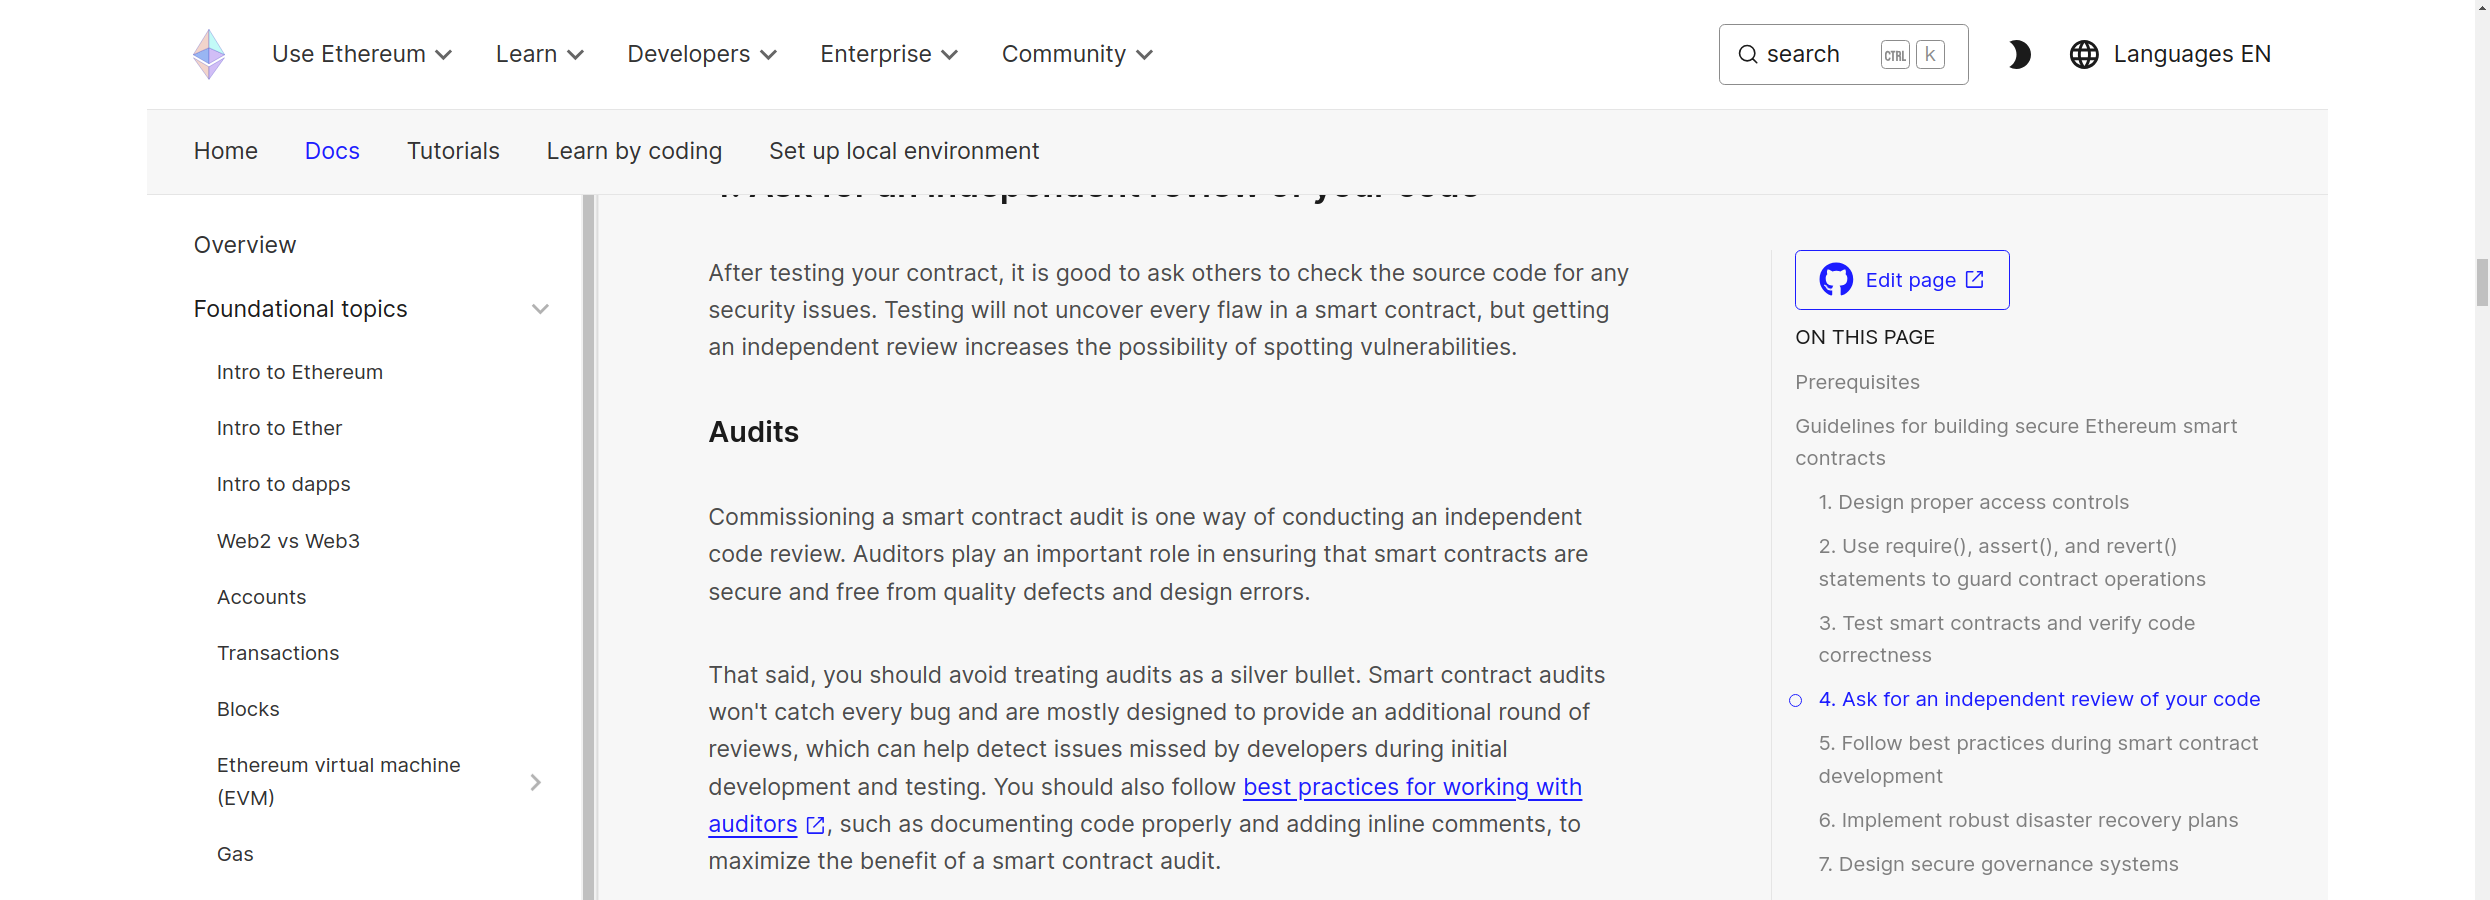 Use Ethereum
Learn
Developers
Enterprise
Community
search
CTRL
k
Languages EN
Home
Docs
Tutorials
Learn by coding
Set up local environment
Overview
Foundational topics
Intro to Ethereum
Intro to Ether
Intro to dapps
Web2 vs Web3
Accounts
Transactions
Blocks
Ethereum virtual machine
(EVM)
Gas
4. Ask for an independent review of your code
After testing your contract, it is good to ask others to check the source code for any
security issues. Testing will not uncover every flaw in a smart contract, but getting
an independent review increases the possibility of spotting vulnerabilities.
Audits
Commissioning a smart contract audit is one way of conducting an independent
code review. Auditors play an important role in ensuring that smart contracts are
secure and free from quality defects and design errors.
That said, you should avoid treating audits as a silver bullet. Smart contract audits
won't catch every bug and are mostly designed to provide an additional round of
reviews, which can help detect issues missed by developers during initial
development and testing. You should also follow best practices for working with
auditors , such as documenting code properly and adding inline comments, to
maximize the benefit of a smart contract audit.
Edit page
ON THIS PAGE
Prerequisites
Guidelines for building secure Ethereum smart
contracts
1. Design proper access controls
2. Use require(), assert(), and revert()
statements to guard contract operations
3. Test smart contracts and verify code
correctness
4. Ask for an independent review of your code
5. Follow best practices during smart contract
development
6. Implement robust disaster recovery plans
7. Design secure governance systems